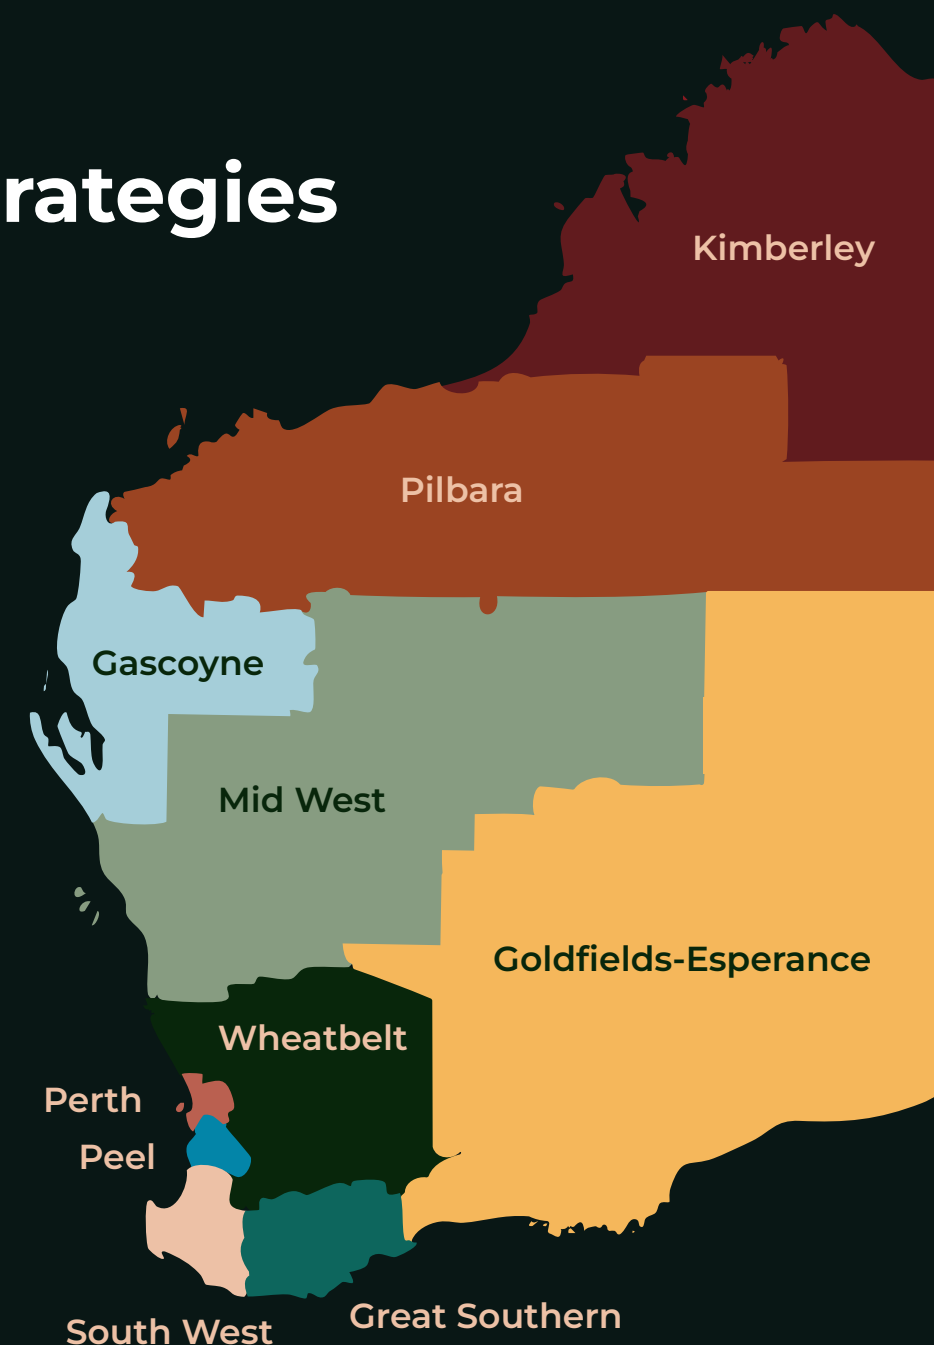 rategies
Kimberley
Pilbara
Gascoyne
Mid West
Goldfields-Esperance
Wheatbelt
Perth
Peel
Great Southern
South West